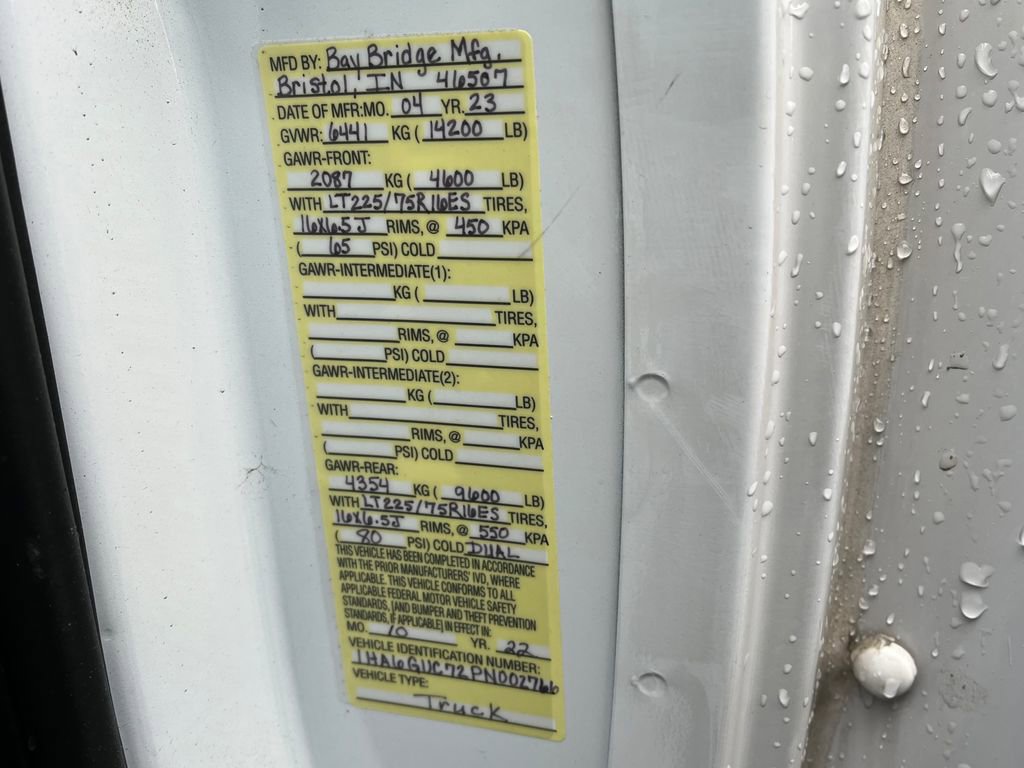 MFD BY: Bay Bridge Mfg.
Bristol, IN 46507
DATE OF MFR: MO. 04 YR. 23
GVWR: 6441 KG ( 14200 LB)
GAWR-FRONT:
2087 KG ( 4600 LB)
WITH LT225/75R16ES TIRES,
16X6.5J RIMS, @ 450 KPA
( 65 PSI) COLD
GAWR-INTERMEDIATE(1):
KG ( LB)
WITH TIRES,
RIMS, @ KPA
( PSI) COLD
GAWR-INTERMEDIATE(2):
KG ( LB)
WITH TIRES,
RIMS, @ KPA
( PSI) COLD
GAWR-REAR:
4354 KG ( 9600 LB)
WITH LT225/75R16ES TIRES,
16X6.5J RIMS, @ 550 KPA
( 80 PSI) COLD DUAL
THIS VEHICLE HAS BEEN COMPLETED IN ACCORDANCE
WITH THE PRIOR MANUFACTURERS' IVD, WHERE
APPLICABLE. THIS VEHICLE CONFORMS TO ALL
APPLICABLE FEDERAL MOTOR VEHICLE SAFETY
STANDARDS, [AND BUMPER AND THEFT PREVENTION
STANDARDS, IF APPLICABLE] IN EFFECT IN:
MO. 10 YR. 22
VEHICLE IDENTIFICATION NUMBER:
1HA6GUC72PN002766
VEHICLE TYPE:
Truck